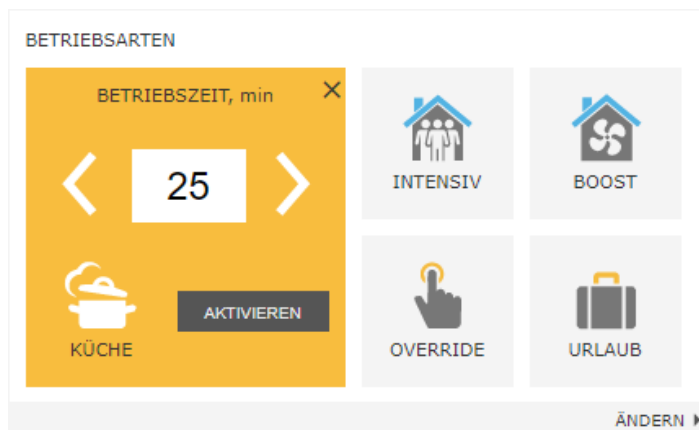 BETRIEBSARTEN
BETRIEBSZEIT, min
25
AKTIVIEREN
KÜCHE
INTENSIV
BOOST
OVERRIDE
URLAUB
ÄNDERN